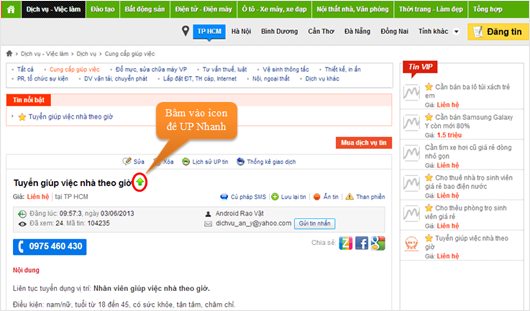 Dịch vụ - Việc làm Đào tạo Bất động sản Điện tử - Điện máy Ô tô - Xe máy, xe đạp Nội thất nhà, Văn phòng Thời trang - Làm đẹp Tổng hợp
TP HCM Hà Nội Bình Dương Cần Thơ Đà Nẵng Đồng Nai Tỉnh khác Đăng tin
Dịch vụ - Việc làm » Dịch vụ » Cung cấp giúp việc
Tất cả Cung cấp giúp việc Đổ mực, sửa chữa máy VP Tư vấn thuế, luật Vệ sinh thông tắc Thiết kế, in ấn
PR, tổ chức sự kiện DV vận tải, chuyển phát Lắp đặt ĐT, TH cáp, Internet Nội, ngoại thất Dịch vụ khác
Tin nổi bật
Tuyển giúp việc nhà theo giờ
Bấm vào icon
để UP Nhanh
Mua dịch vụ tin
Sửa Xóa Lịch sử UP tin Thống kê giao dịch
Tuyển giúp việc nhà theo giờ
Giá: Liên hệ | tại TP HCM
Cú pháp SMS Lưu lại tin Ẩn tin Than phiền
Đăng lúc: 09:57:3, ngày 03/06/2013 Android Rao Vặt
Đã xem: 24. Mã tin: 104235 dichvu_an_y@yahoo.com Gửi tin nhắn
0975 460 430
Chia sẻ:
Nội dung
Liên tục tuyển dụng vị trí: Nhân viên giúp việc nhà theo giờ.
Điều kiện: nam/nữ, tuổi từ 18 đến 45, có sức khỏe, tận tâm, chăm chỉ.
Tin VIP
Cần bán ba lô túi xách trẻ em
Giá: Liên hệ
Cần bán Samsung Galaxy Y còn mới 80%
Giá: 1.5 triệu
Cần tìm xe hơi cũ giá rẻ dòng nhỏ gọn
Giá: Liên hệ
Cho thuê nhà trọ sinh viên giá rẻ bao điện nước
Giá: Liên hệ
Cho thêu phòng trọ sinh viên giá rẻ
Giá: Liên hệ
Tuyển giúp việc nhà theo giờ
Giá: Liên hệ